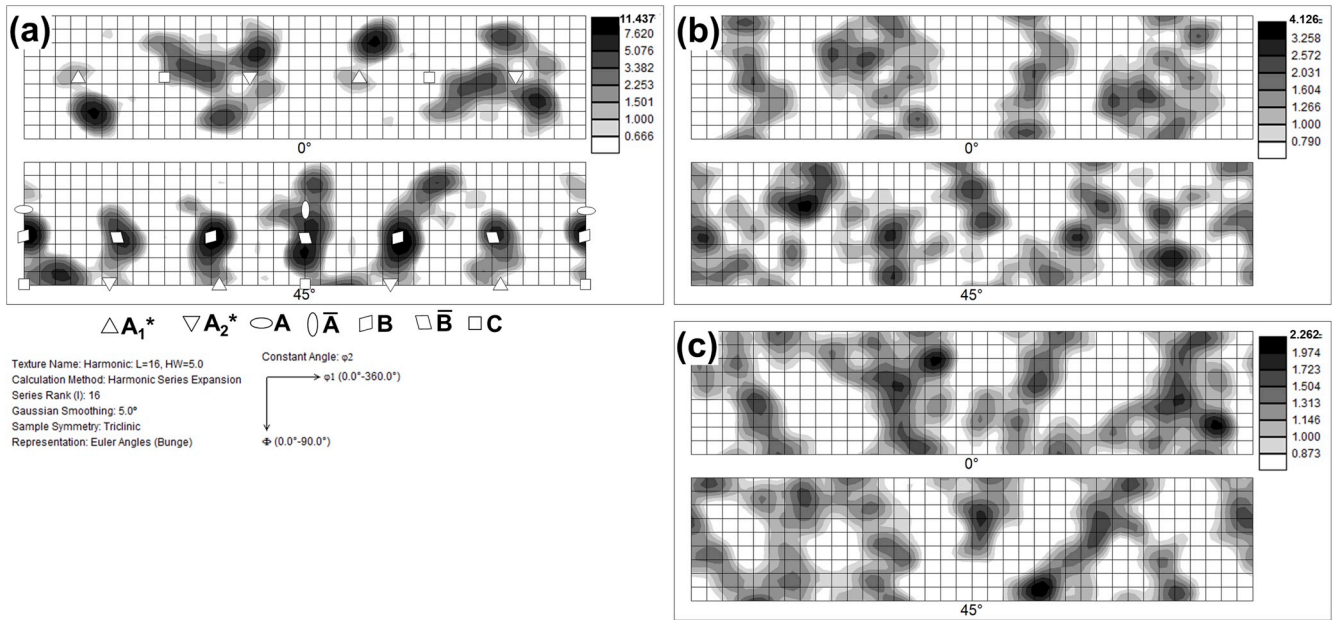 (a)
11.437
7.620
5.076
3.382
2.253
1.501
1.000
0.666
0°
45°
A₁* A₂* A A̅ B B̅ C
Texture Name: Harmonic: L=16, HW=5.0
Calculation Method: Harmonic Series Expansion
Series Rank (l): 16
Gaussian Smoothing: 5.0°
Sample Symmetry: Triclinic
Representation: Euler Angles (Bunge)
Constant Angle: φ2
φ1 (0.0°-360.0°)
Φ (0.0°-90.0°)
(b)
4.126
3.258
2.572
2.031
1.604
1.266
1.000
0.790
0°
45°
(c)
2.262
1.974
1.723
1.504
1.313
1.146
1.000
0.873
0°
45°